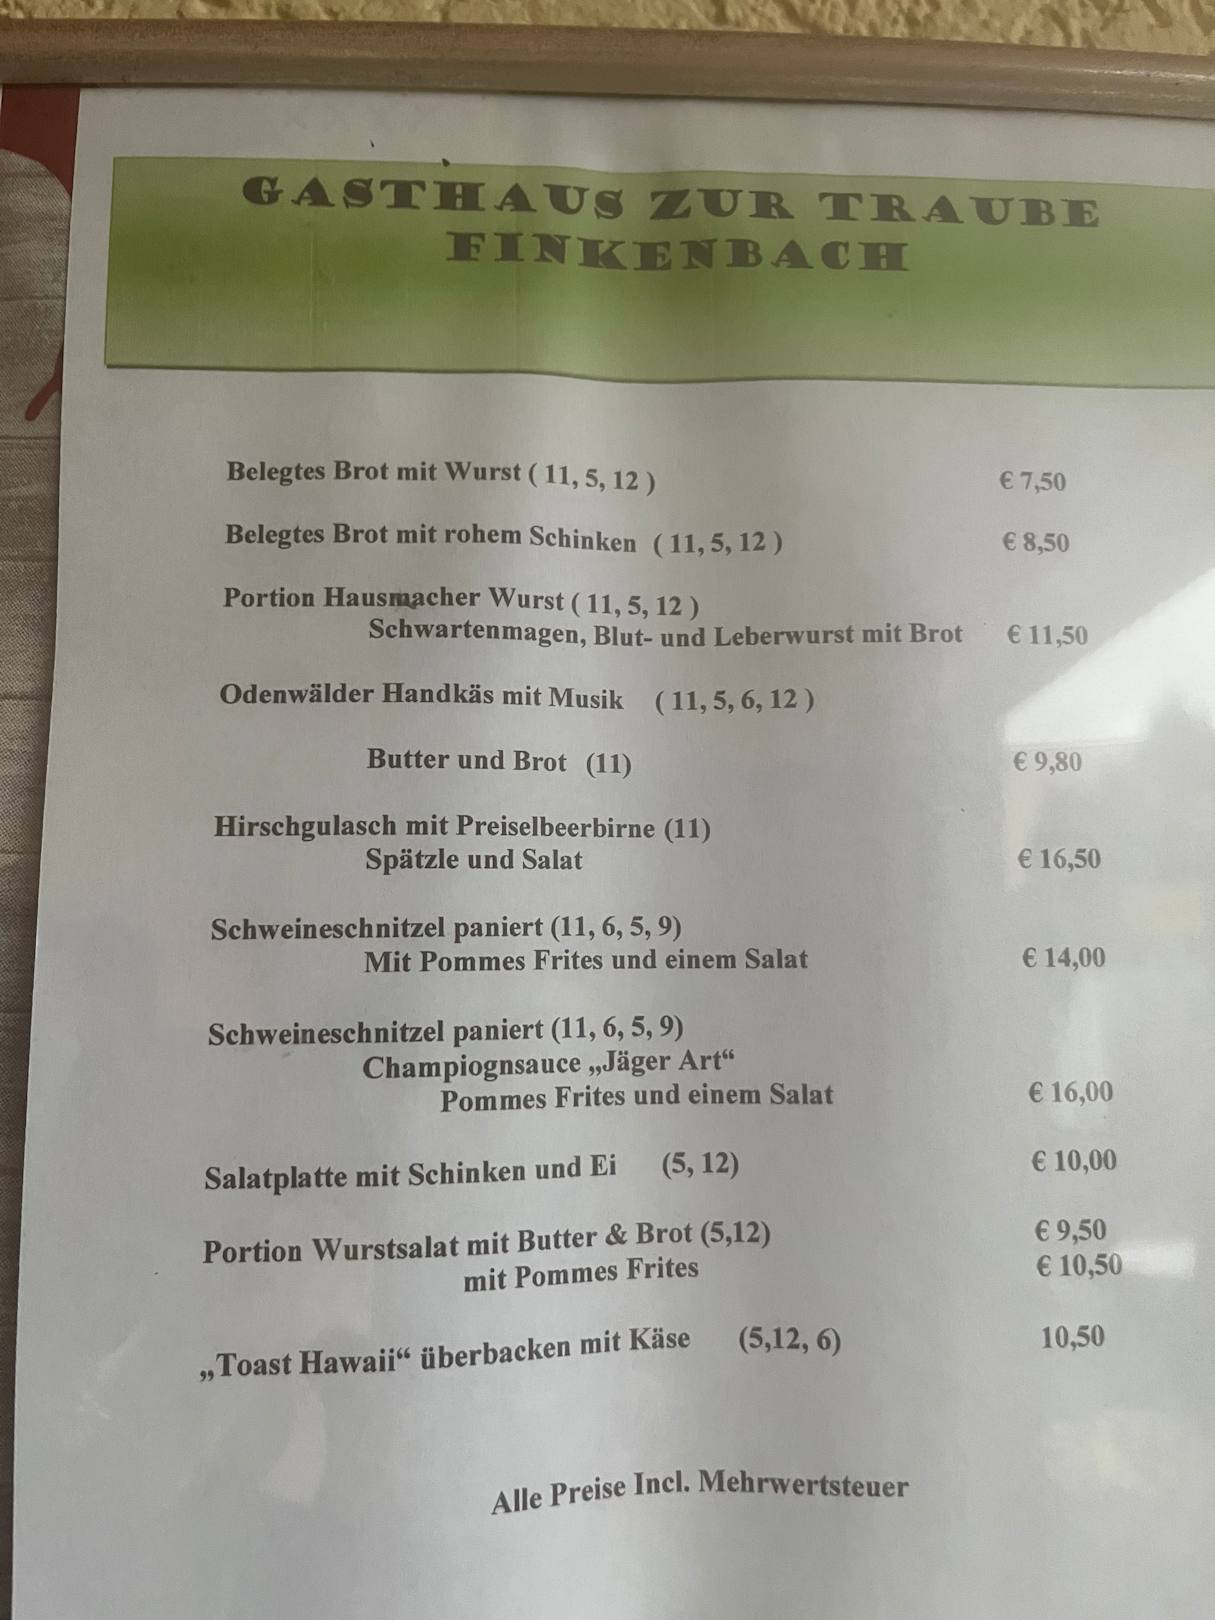 GASTHAUS ZUR TRAUBE
FINKENBACH
Belegtes Brot mit Wurst ( 11, 5, 12 ) € 7,50
Belegtes Brot mit rohem Schinken ( 11, 5, 12 ) € 8,50
Portion Hausmacher Wurst ( 11, 5, 12 )
Schwartenmagen, Blut- und Leberwurst mit Brot € 11,50
Odenwälder Handkäs mit Musik ( 11, 5, 6, 12 )
Butter und Brot (11) € 9,80
Hirschgulasch mit Preiselbeerbirne (11)
Spätzle und Salat € 16,50
Schweineschnitzel paniert (11, 6, 5, 9)
Mit Pommes Frites und einem Salat € 14,00
Schweineschnitzel paniert (11, 6, 5, 9)
Champiognsauce „Jäger Art“
Pommes Frites und einem Salat € 16,00
Salatplatte mit Schinken und Ei (5, 12) € 10,00
Portion Wurstsalat mit Butter & Brot (5,12) € 9,50
mit Pommes Frites € 10,50
„Toast Hawaii“ überbacken mit Käse (5,12, 6) 10,50
Alle Preise Incl. Mehrwertsteuer